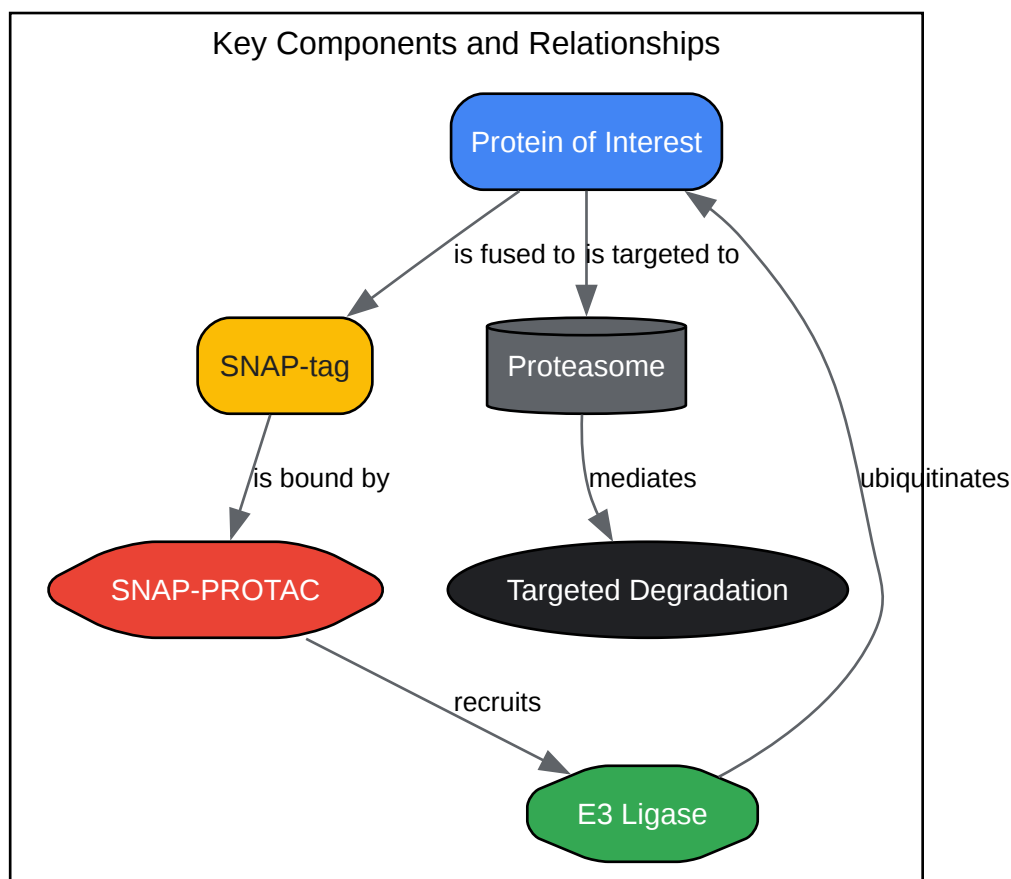 Key Components and Relationships
Protein of Interest
is fused to
is targeted to
SNAP-tag
Proteasome
is bound by
mediates
ubiquitinates
SNAP-PROTAC
Targeted Degradation
recruits
E3 Ligase